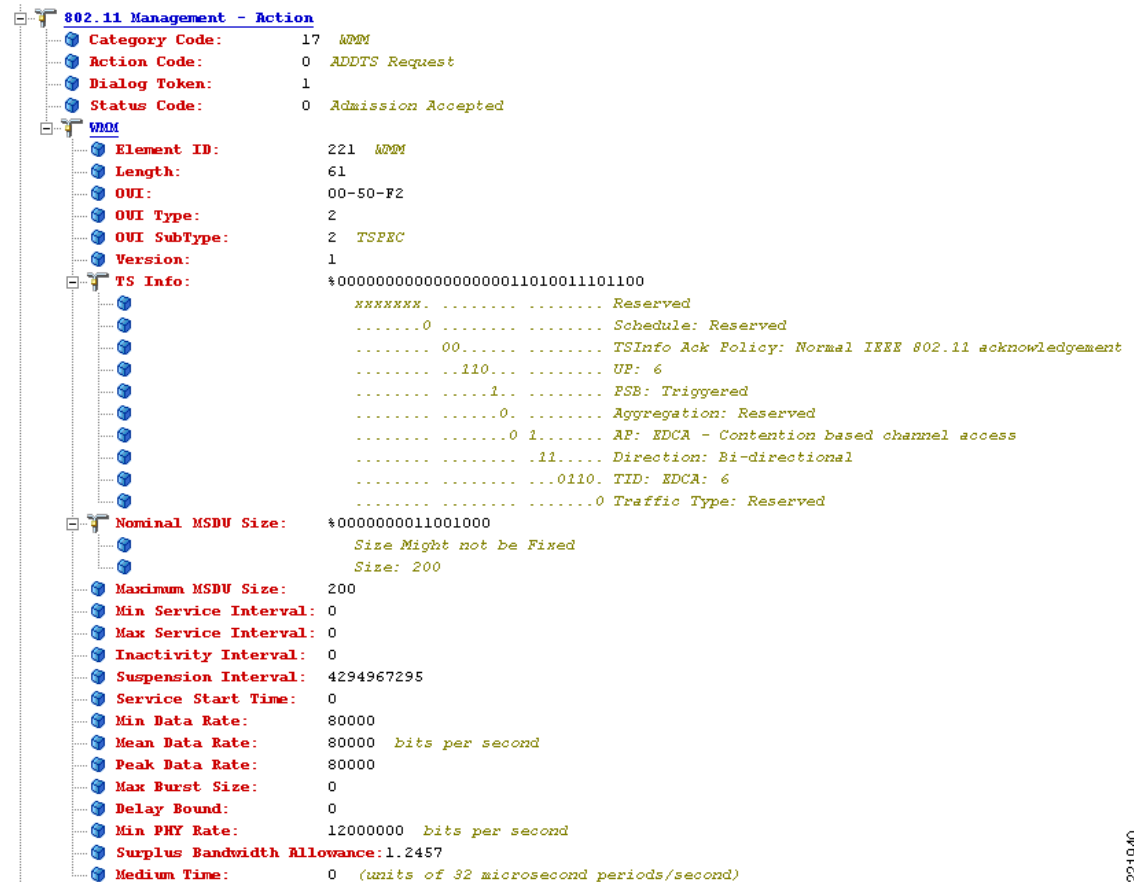 802.11 Management - Action
Category Code: 17 WMM
Action Code: 0 ADDTS Request
Dialog Token: 1
Status Code: 0 Admission Accepted
WMM
Element ID: 221 WMM
Length: 61
OUI: 00-50-F2
OUI Type: 2
OUI SubType: 2 TSPEC
Version: 1
TS Info: %00000000000000000011010011101100
xxxxxxx. ........ ........ Reserved
.......0 ........ ........ Schedule: Reserved
........ 00...... ........ TSInfo Ack Policy: Normal IEEE 802.11 acknowledgement
........ ..110... ........ UP: 6
........ .....1.. ........ PSB: Triggered
........ ......0. ........ Aggregation: Reserved
........ .......0 1....... AP: EDCA - Contention based channel access
........ ........ .11..... Direction: Bi-directional
........ ........ ...0110. TID: EDCA: 6
........ ........ .......0 Traffic Type: Reserved
Nominal MSDU Size: %0000000011001000
Size Might not be Fixed
Size: 200
Maximum MSDU Size: 200
Min Service Interval: 0
Max Service Interval: 0
Inactivity Interval: 0
Suspension Interval: 4294967295
Service Start Time: 0
Min Data Rate: 80000
Mean Data Rate: 80000 bits per second
Peak Data Rate: 80000
Max Burst Size: 0
Delay Bound: 0
Min PHY Rate: 12000000 bits per second
Surplus Bandwidth Allowance:1.2457
Medium Time: 0 (units of 32 microsecond periods/second)
221940